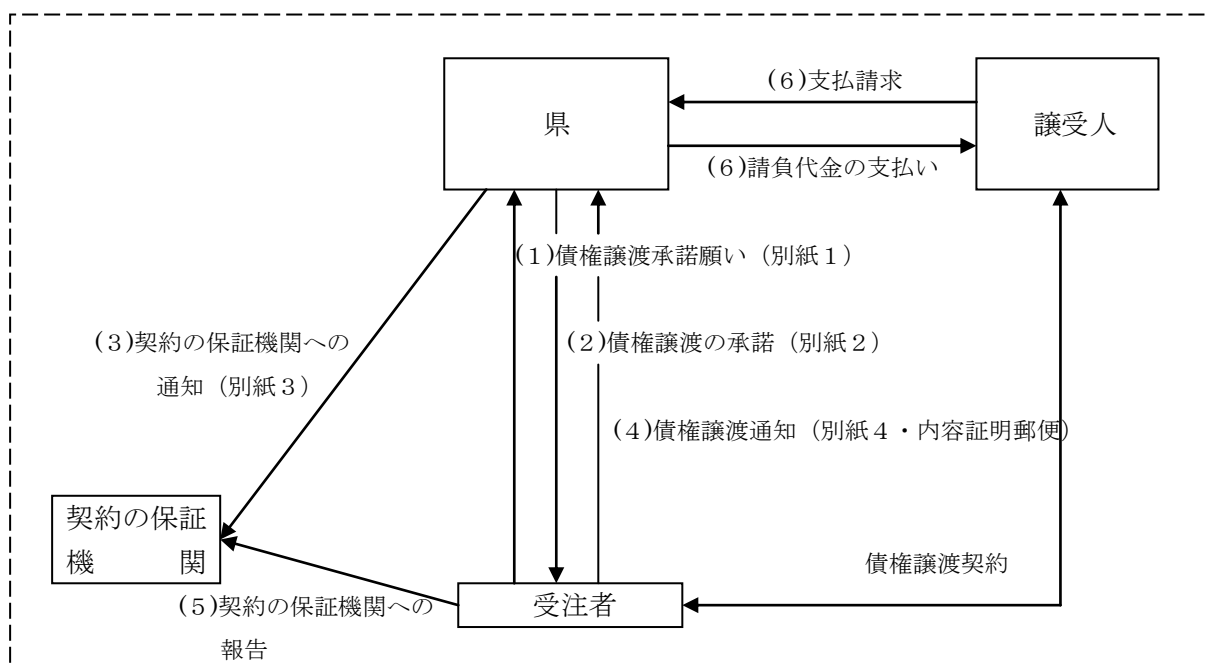 (6)支払請求
県
譲受人
(6)請負代金の支払い
(1)債権譲渡承諾願い（別紙１）
(3)契約の保証機関への
通知（別紙３）
(2)債権譲渡の承諾（別紙２）
(4)債権譲渡通知（別紙４・内容証明郵便）
契約の保証
機　　関
債権譲渡契約
受注者
(5)契約の保証機関への
報告